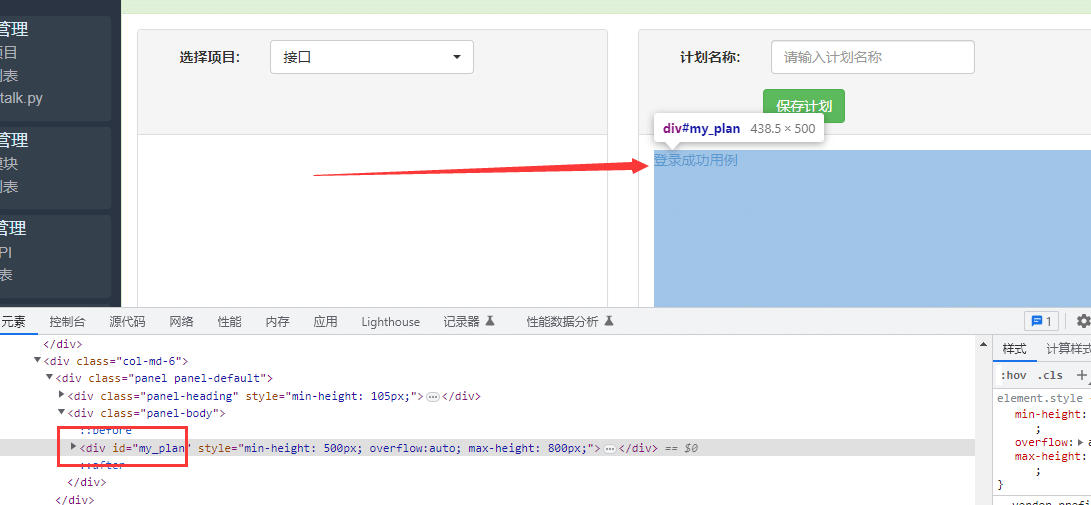 管理
项目
列表
talk.py
管理
模块
列表
管理
PI
表
选择项目:
接口
计划名称:
请输入计划名称
保存计划
div#my_plan 438.5 × 500
登录成功用例
元素 控制台 源代码 网络 性能 内存 应用 Lighthouse 记录器 性能数据分析 1
</div>
<div class="col-md-6">
<div class="panel panel-default">
<div class="panel-heading" style="min-height: 105px;">…</div>
<div class="panel-body">
::before
<div id="my_plan" style="min-height: 500px; overflow:auto; max-height: 800px;">…</div> == $0
::after
</div>
</div>
样式 计算样式
:hov .cls +
element.style
min-height:
;
overflow:
max-height:
;
}